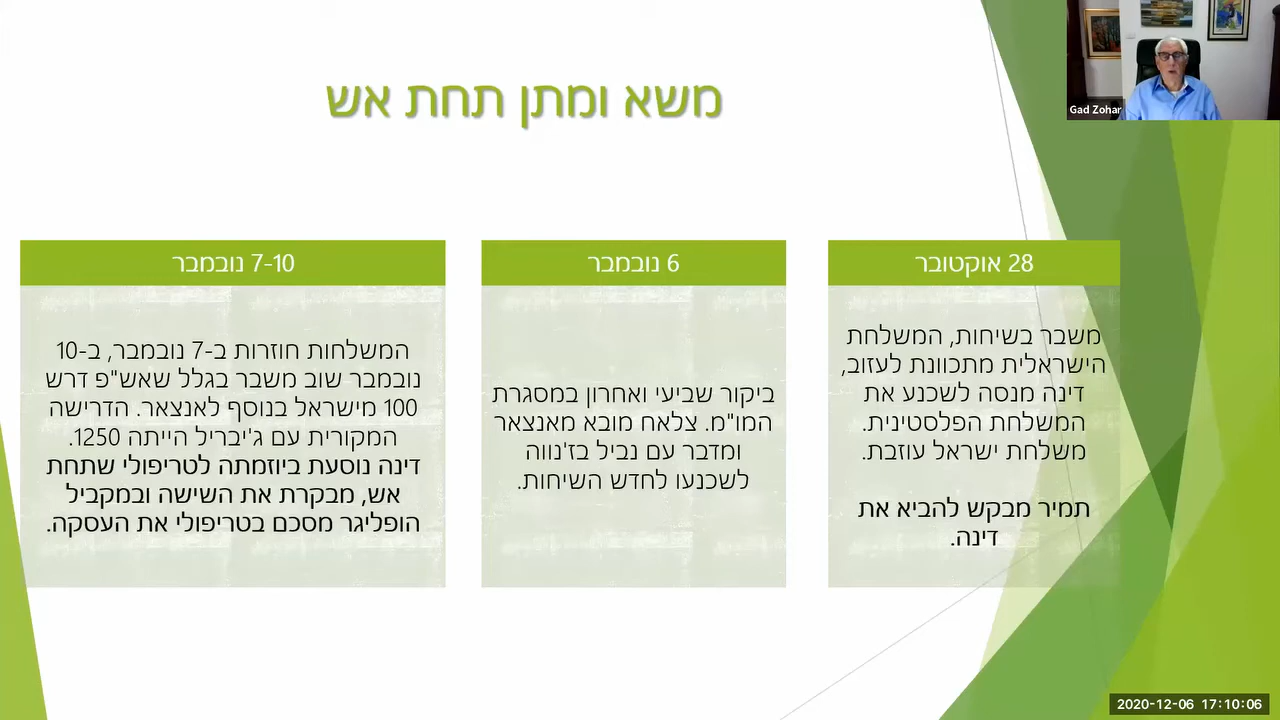 משא ומתן תחת אש
Gad Zohar
28 אוקטובר
משבר בשיחות, המשלחת
הישראלית מתכוונת לעזוב,
דינה מנסה לשכנע את
המשלחת הפלסטינית.
משלחת ישראל עוזבת.
תמיר מבקש להביא את
דינה.
6 נובמבר
ביקור שביעי ואחרון במסגרת
המו"מ. צלאח מובא מאנצאר
ומדבר עם נביל בז'נווה
לשכנעו לחדש השיחות.
7-10 נובמבר
המשלחות חוזרות ב-7 נובמבר, ב-10
נובמבר שוב משבר בגלל שאש"פ דרש
100 מישראל בנוסף לאנצאר. הדרישה
המקורית עם ג'יבריל הייתה 1250.
דינה נוסעת ביוזמתה לטריפולי שתחת
אש, מבקרת את השישה ובמקביל
הופליגר מסכם בטריפולי את העסקה.
2020-12-06 17:10:06